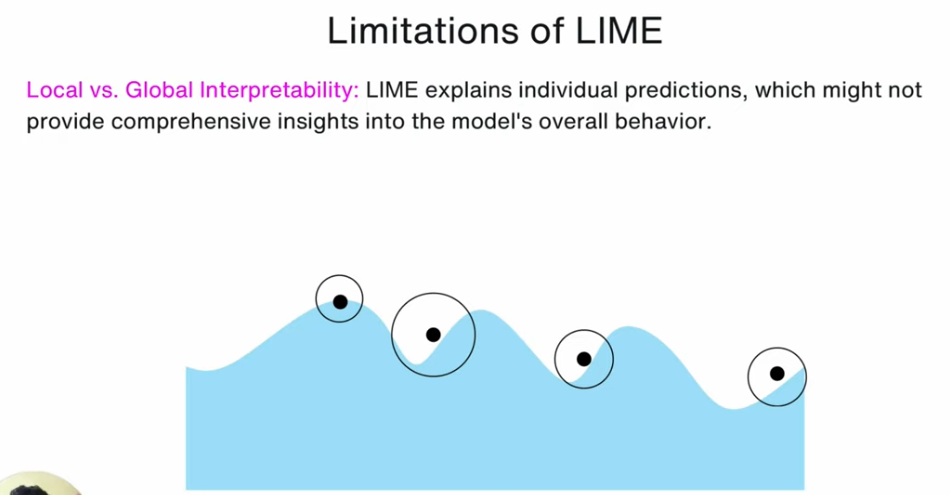 Limitations of LIME
Local vs. Global Interpretability: LIME explains individual predictions, which might not
provide comprehensive insights into the model's overall behavior.